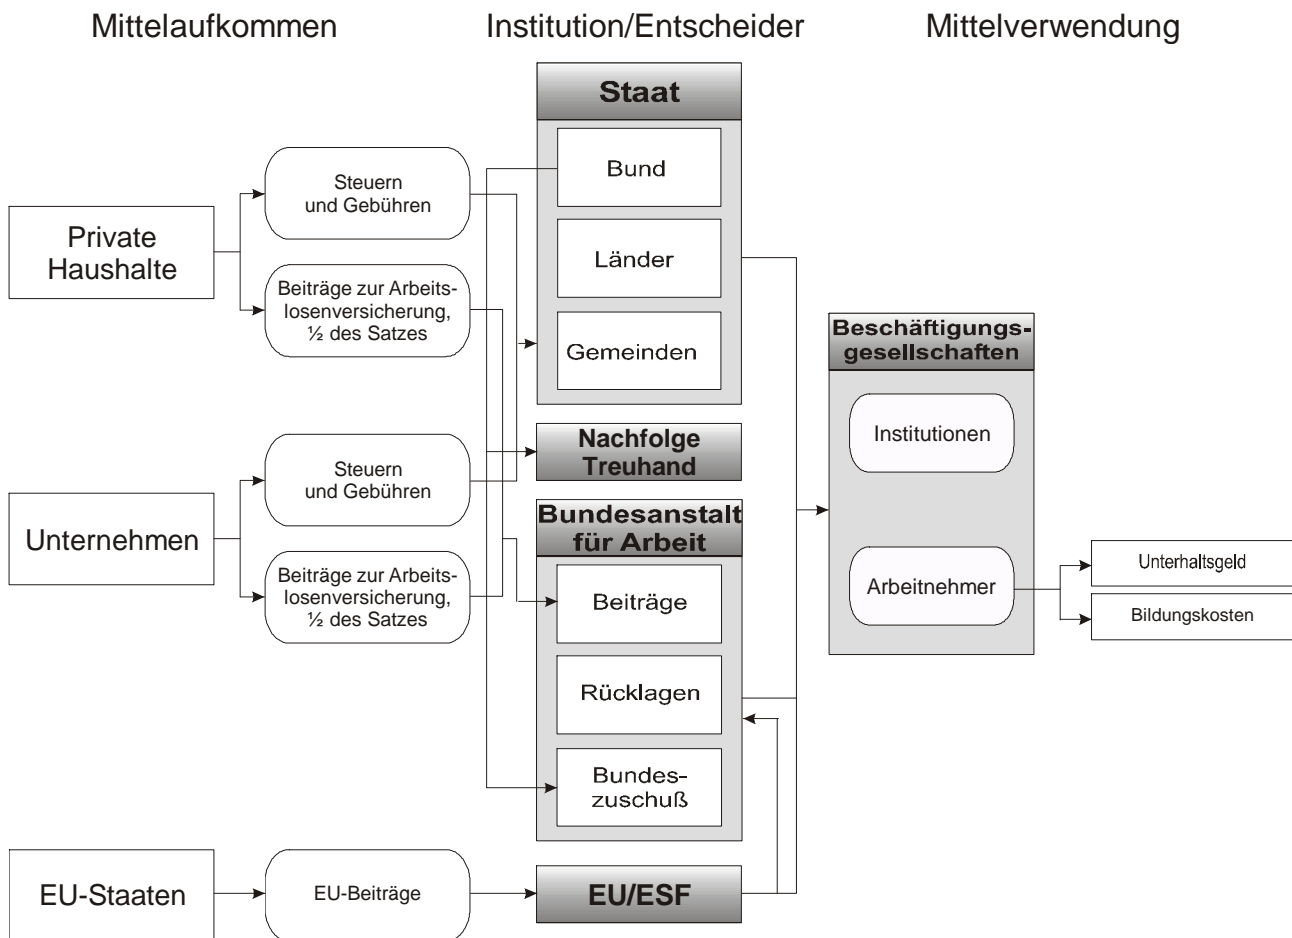 Mittelaufkommen
Institution/Entscheider
Mittelverwendung
Private
Haushalte
Steuern
und Gebühren
Beiträge zur Arbeits-
losenversicherung,
½ des Satzes
Unternehmen
Steuern
und Gebühren
Beiträge zur Arbeits-
losenversicherung,
½ des Satzes
EU-Staaten
EU-Beiträge
Staat
Bund
Länder
Gemeinden
Nachfolge
Treuhand
Bundesanstalt
für Arbeit
Beiträge
Rücklagen
Bundes-
zuschuß
EU/ESF
Beschäftigungs-
gesellschaften
Institutionen
Arbeitnehmer
Unterhaltsgeld
Bildungskosten